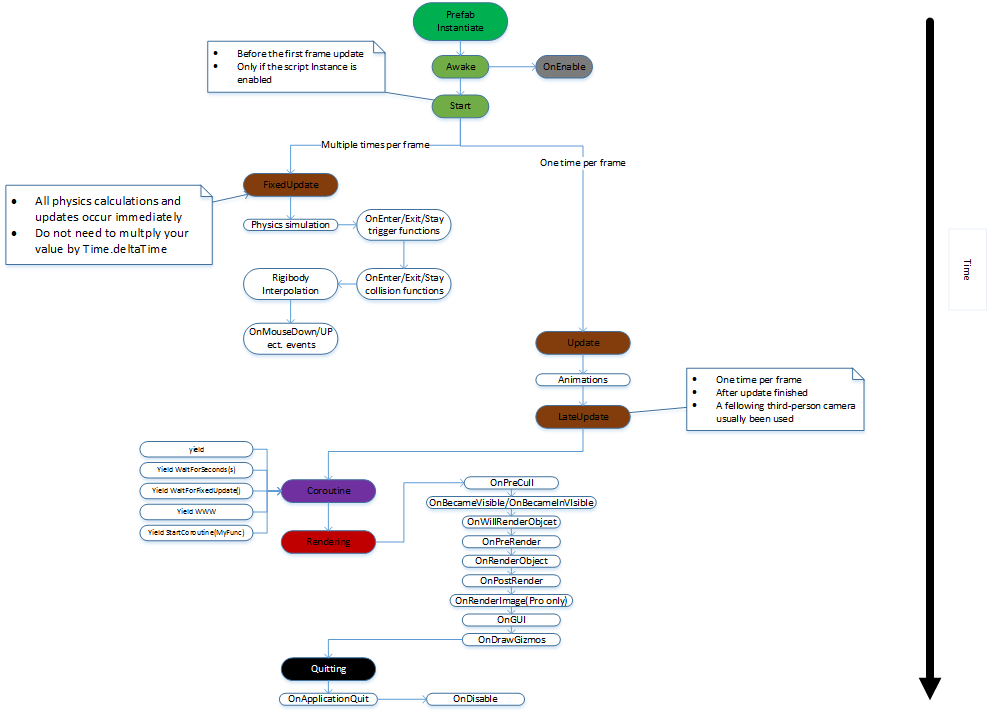 Prefab
Instantiate
• Before the first frame update
• Only if the script Instance is
enabled
Awake
OnEnable
Start
Multiple times per frame
One time per frame
FixedUpdate
• All physics calculations and
updates occur immediately
• Do not need to multply your
value by Time.deltaTime
Physics simulation
OnEnter/Exit/Stay
trigger functions
Rigibody
Interpolation
OnEnter/Exit/Stay
collision functions
OnMouseDown/UP
ect. events
Time
Update
Animations
LateUpdate
• One time per frame
• After update finished
• A fellowing third-person camera
usually been used
yield
Yield WaitForSeconds(s)
Yield WaitForFixedUpdate()
Yield WWW
Yield StartCoroutine(MyFunc)
Coroutine
Rendering
OnPreCull
OnBecameVisible/OnBecameInVIsible
OnWillRenderObjcet
OnPreRender
OnRenderObject
OnPostRender
OnRenderImage(Pro only)
OnGUI
OnDrawGizmos
Quitting
OnApplicationQuit
OnDisable